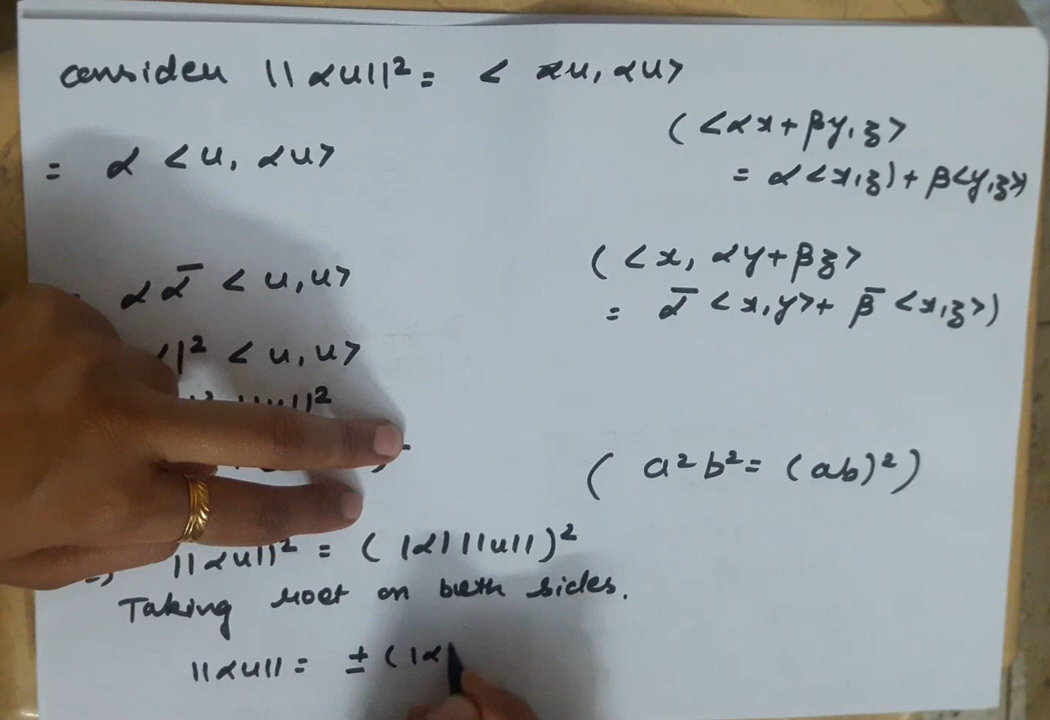 consider ||αu||² = < αu, αu>
= α <u, αu>
(<αx + βy, z>
= α<x,z) + β<y,z>
α ᾱ <u,u>
(<x, αy + βz>
= ᾱ <x,y> + β̄ <x,z>)
|² <u,u>
||²
(a²b² = (ab)²)
||αu||² = (|α| ||u||)²
Taking root on both sides.
||αu|| = ± (|α